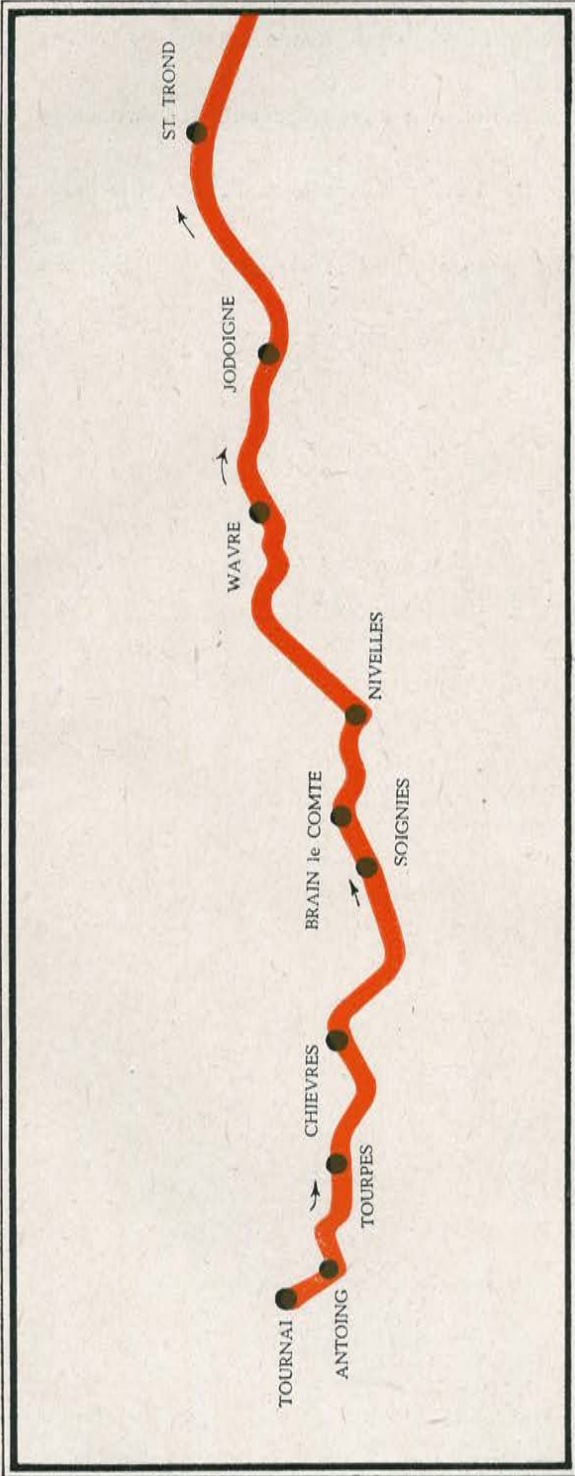 TOURNAI
ANTOING
TOURPES
CHIEVRES
SOIGNIES
BRAIN le COMTE
NIVELLES
WAVRE
JODOIGNE
ST. TROND